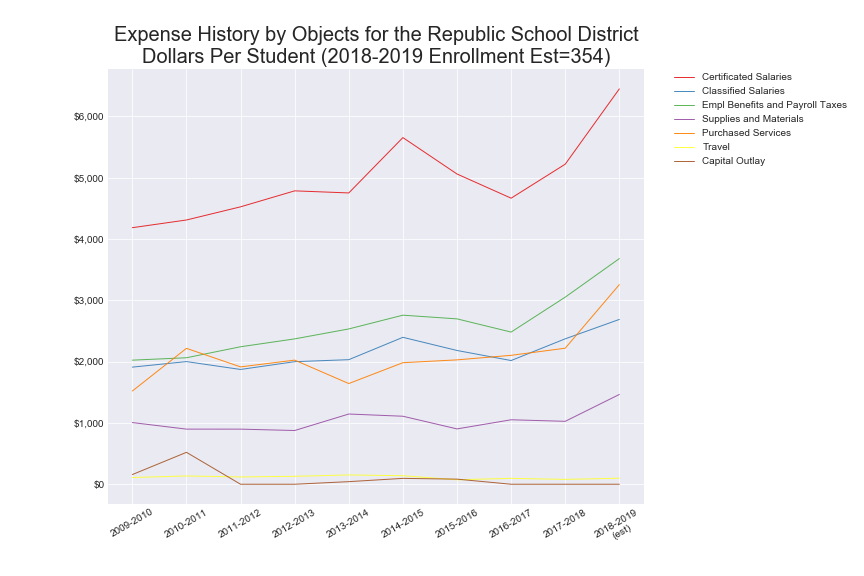 Expense History by Objects for the Republic School District
Dollars Per Student (2018-2019 Enrollment Est=354)
Certificated Salaries
Classified Salaries
Empl Benefits and Payroll Taxes
Supplies and Materials
Purchased Services
Travel
Capital Outlay
$6,000
$5,000
$4,000
$3,000
$2,000
$1,000
$0
2009-2010
2010-2011
2011-2012
2012-2013
2013-2014
2014-2015
2015-2016
2016-2017
2017-2018
2018-2019
(est)